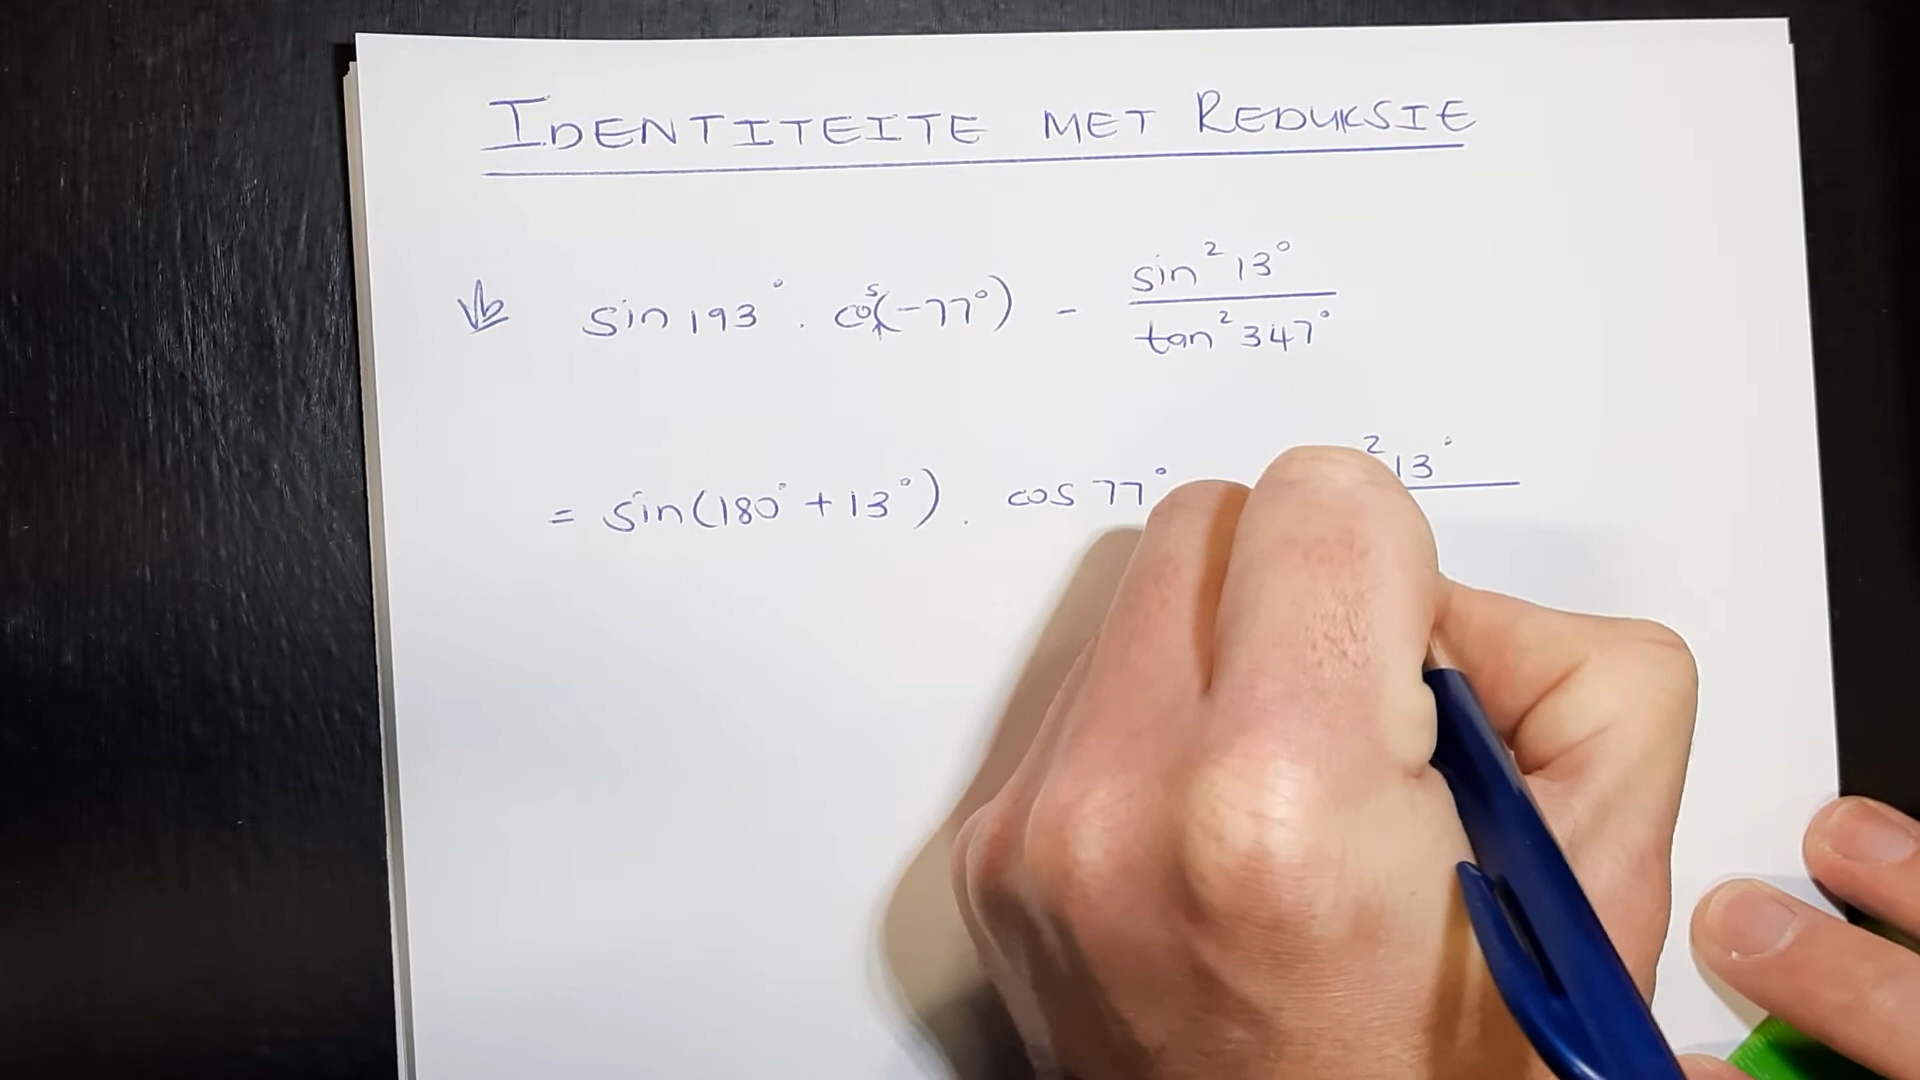 IDENTITEITE MET REDUKSIE
Vb sin 193° . cos(-77°) - sin²13° / tan²347°
= sin(180° + 13°) . cos 77° ²13°